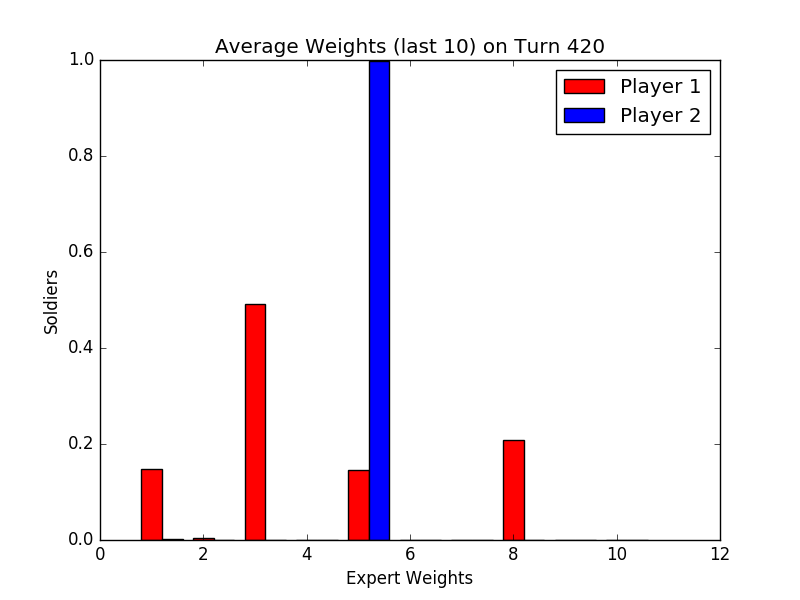 Average Weights (last 10) on Turn 420
1.0
0.8
0.6
0.4
0.2
0.0
Soldiers
Player 1
Player 2
0 2 4 6 8 10 12
Expert Weights